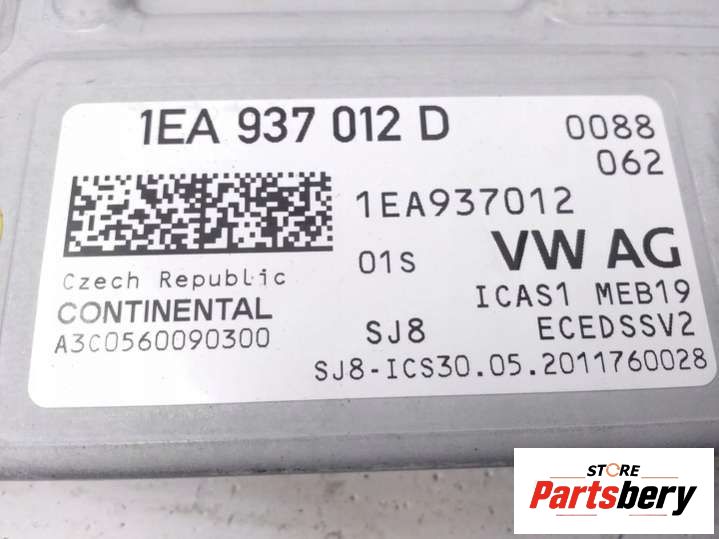 1EA 937 012 D
0088
062
1EA937012
01S
VW AG
Czech Republic
CONTINENTAL
A3C0560090300
ICAS1 MEB19
SJ8
ECEDSSV2
SJ8-ICS30.05.2011760028
STORE
Partsbery